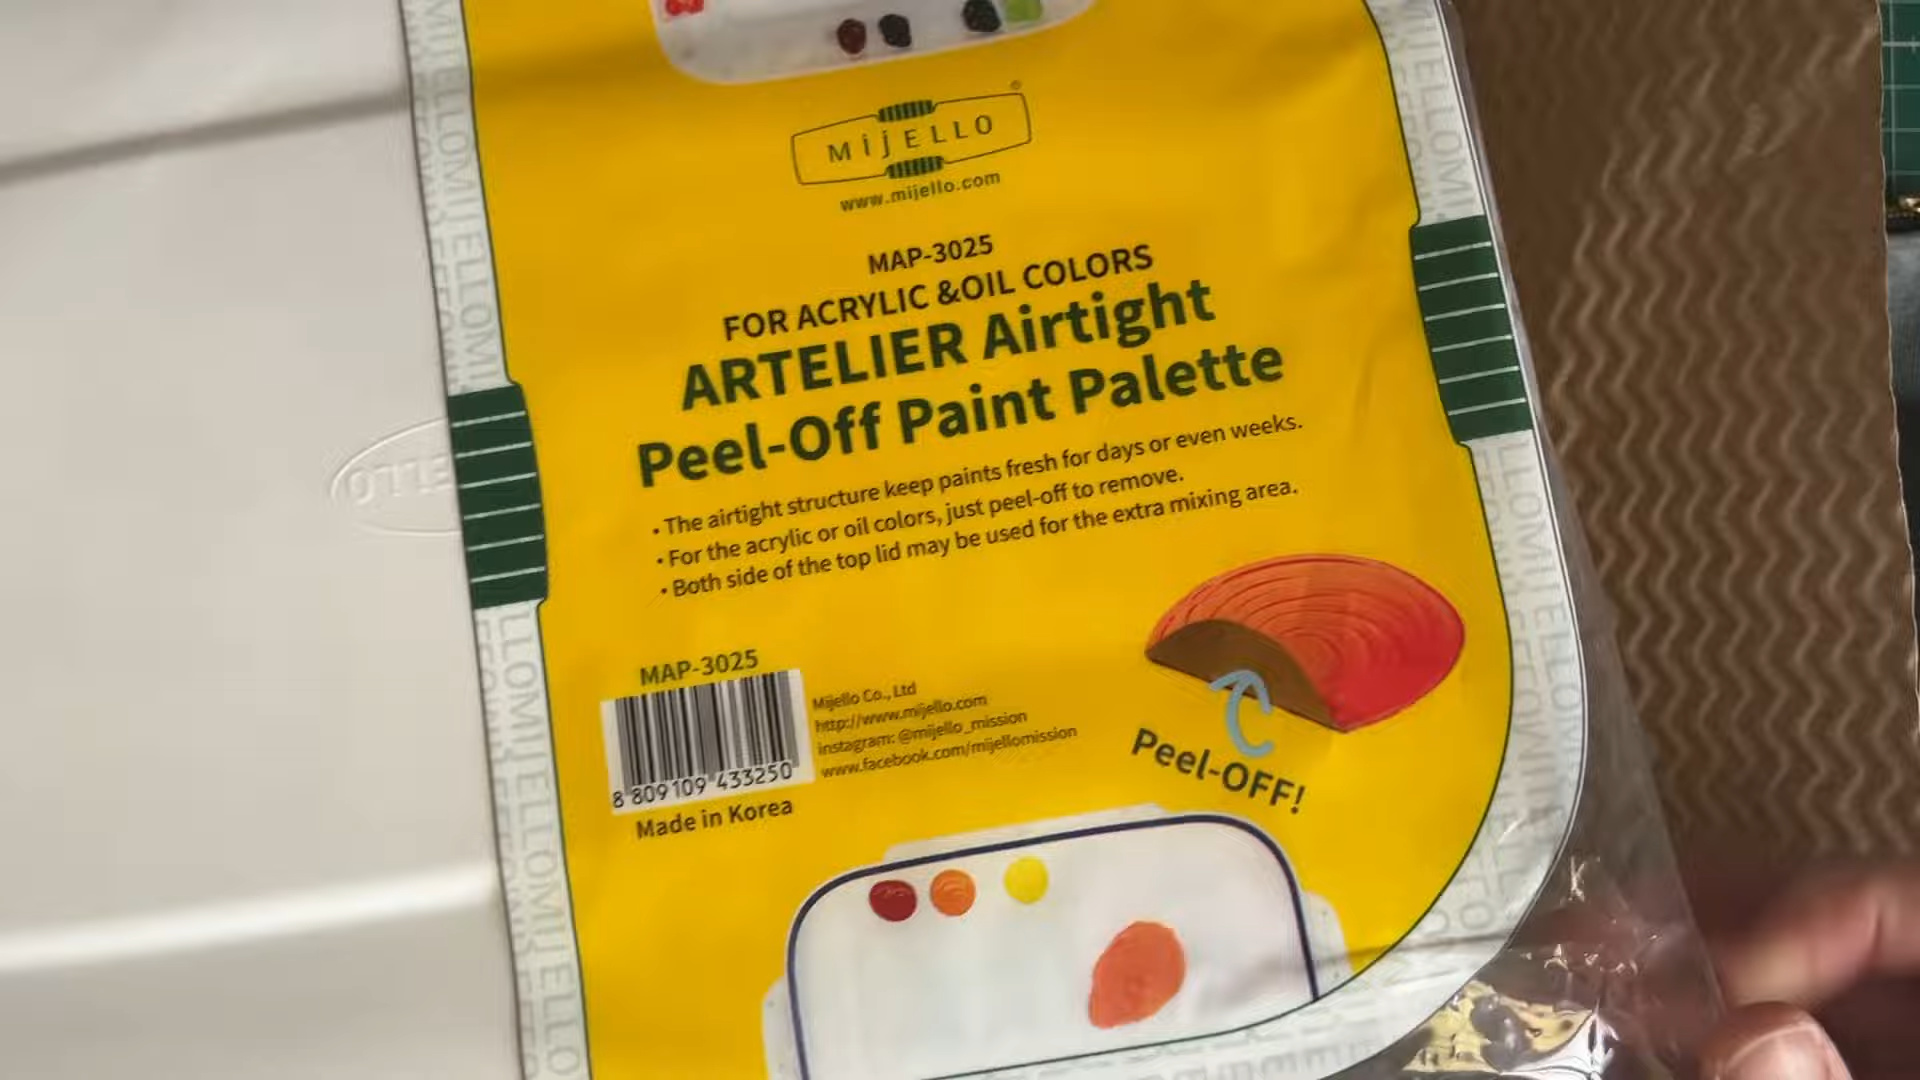 MiJELLO
www.mijello.com
MAP-3025
FOR ACRYLIC &OIL COLORS
ARTELIER Airtight
Peel-Off Paint Palette
• The airtight structure keep paints fresh for days or even weeks.
• For the acrylic or oil colors, just peel-off to remove.
• Both side of the top lid may be used for the extra mixing area.
MAP-3025
8 809109 433250
Made in Korea
Mijello Co., Ltd
http://www.mijello.com
instagram: @mijello_mission
www.facebook.com/mijellomission
Peel-OFF!